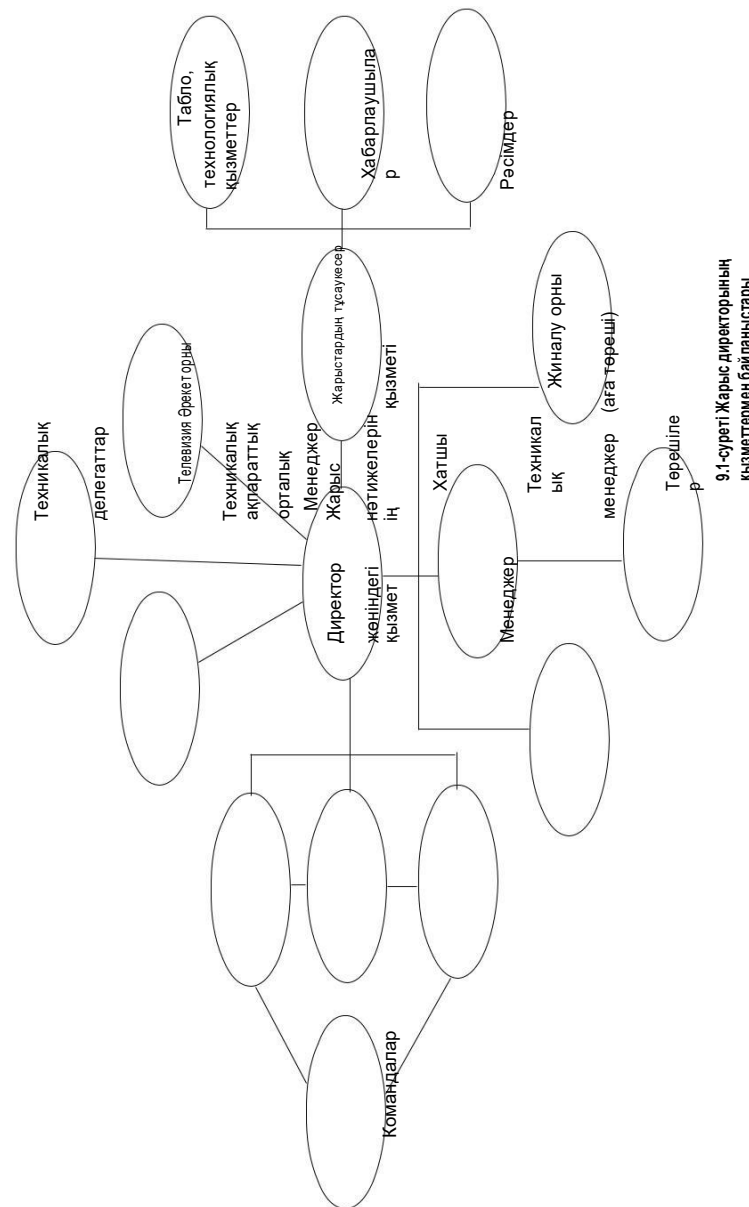 Табло,
технологиялық
қызметтер
Хабарлаушыла
р
Рәсімдер
Жарыстардың тұсаукесер
қызметі
Жиналу орны
(аға төреші)
Телевизия Әрекет орны
Техникалық
делегаттар
Техникалық
ақпараттық
орталық
Менеджер
Жарыс
нәтижелерін
ің
Хатшы
Техникал
ық
менеджер
Төрешіле
р
Директор
жөніндегі
қызмет
Менеджер
Командалар
9.1-суреті Жарыс директорының
қызметтермен байланыстары